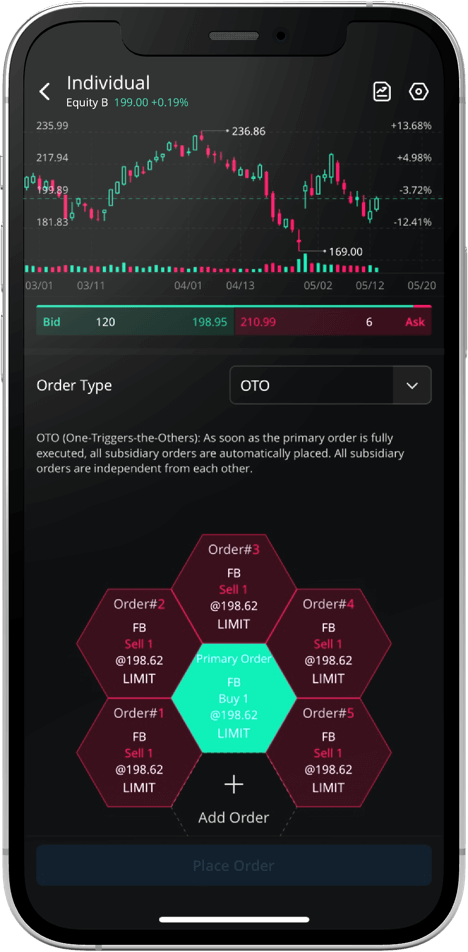 Individual
Equity B 199.00 +0.19%
235.99 236.86 +13.68%
217.94 +4.98%
199.89 -3.72%
181.83 -12.41%
169.00
03/01 03/11 04/01 04/13 05/02 05/12 05/20
Bid 120 198.95 210.99 6 Ask
Order Type OTO
OTO (One-Triggers-the-Others): As soon as the primary order is fully
executed, all subsidiary orders are automatically placed. All subsidiary
orders are independent from each other.
Order#3
FB
Sell 1
@198.62
LIMIT
Order#2
FB
Sell 1
@198.62
LIMIT
Order#4
FB
Sell 1
@198.62
LIMIT
Primary Order
FB
Buy 1
@198.62
LIMIT
Order#1
FB
Sell 1
@198.62
LIMIT
Order#5
FB
Sell 1
@198.62
LIMIT
+
Add Order
Place Order